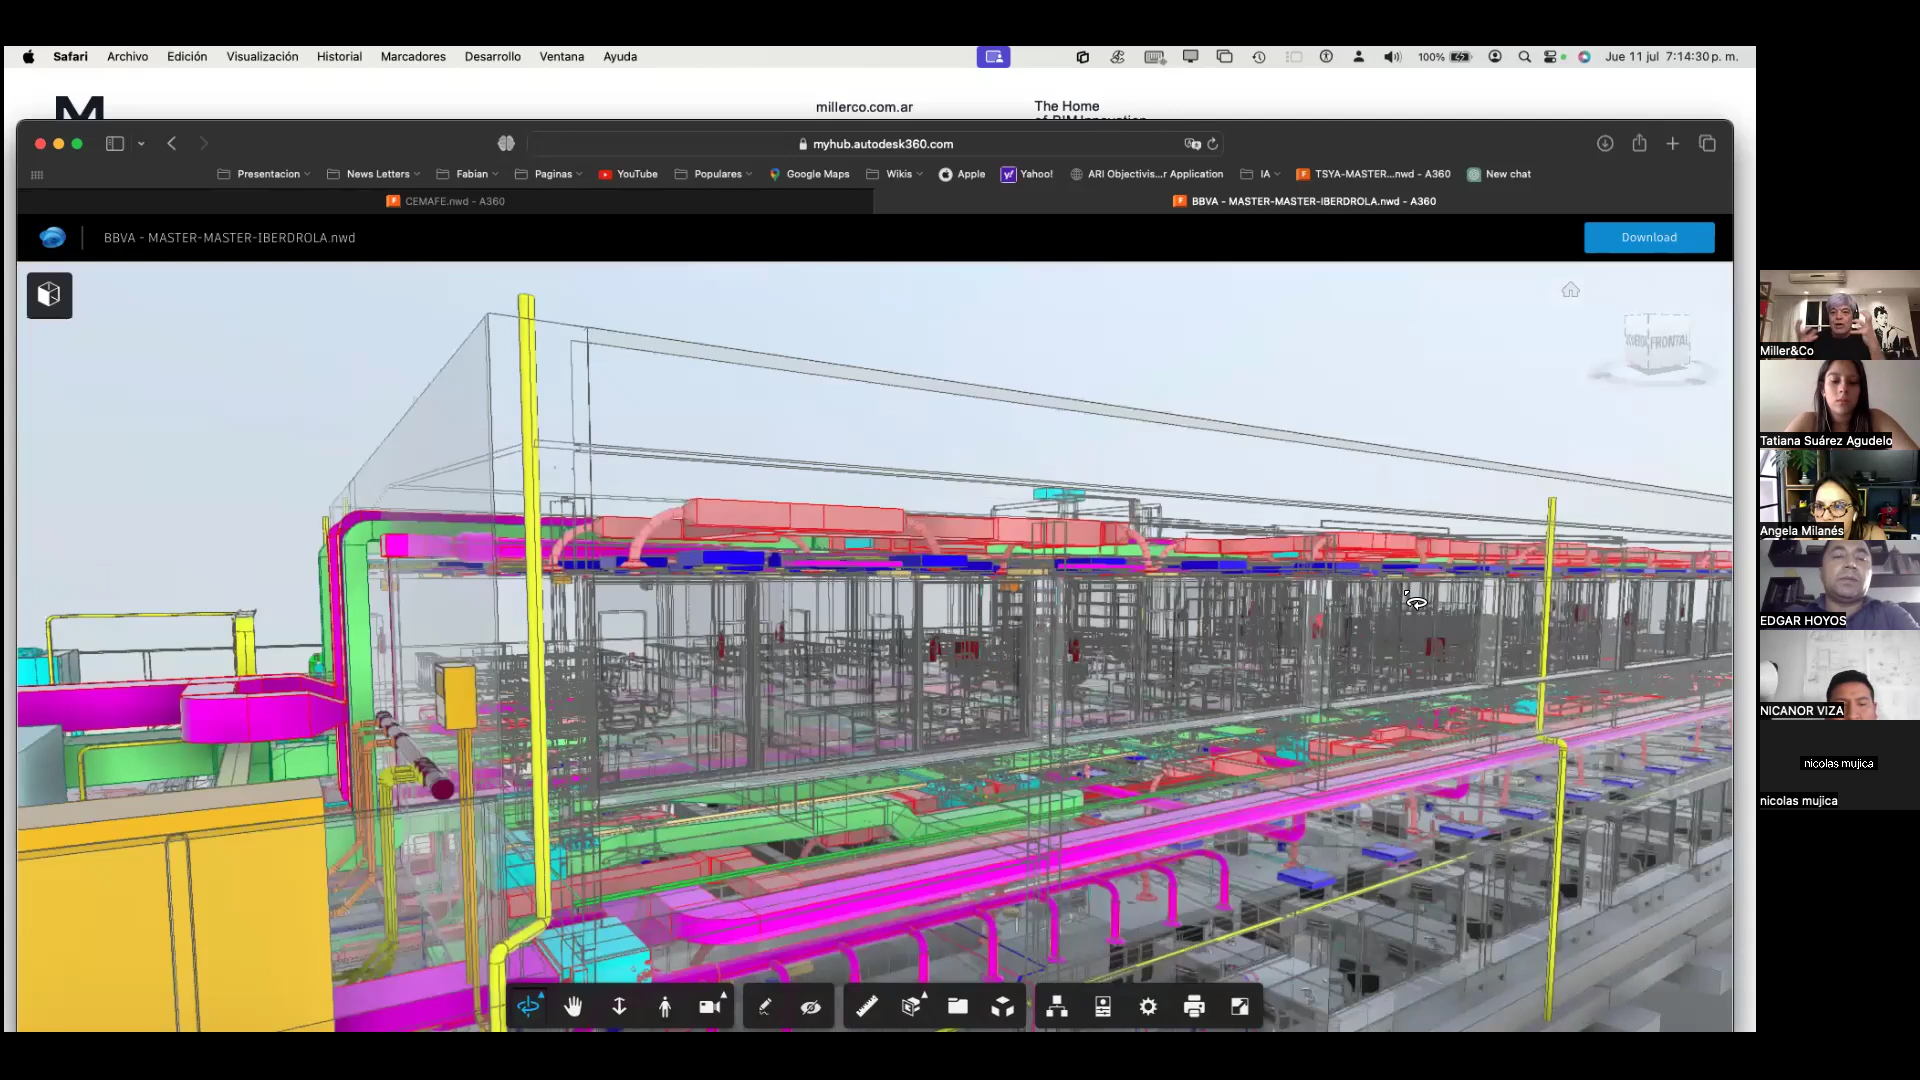 Safari Archivo Edición Visualización Historial Marcadores Desarrollo Ventana Ayuda 100% Jue 11 jul 7:14:30 p. m.
M millerco.com.ar The Home
of BIM Innovation
myhub.autodesk360.com
Presentacion News Letters Fabian Paginas YouTube Populares Google Maps Wikis Apple Yahoo! ARI Objectivis...r Application IA TSYA-MASTER...nwd - A360 New chat
CEMAFE.nwd - A360 BBVA - MASTER-MASTER-IBERDROLA.nwd - A360
BBVA - MASTER-MASTER-IBERDROLA.nwd Download
FRONTAL
Miller&Co
Tatiana Suárez Agudelo
Angela Milanés
EDGAR HOYOS
NICANOR VIZA
nicolas mujica
nicolas mujica